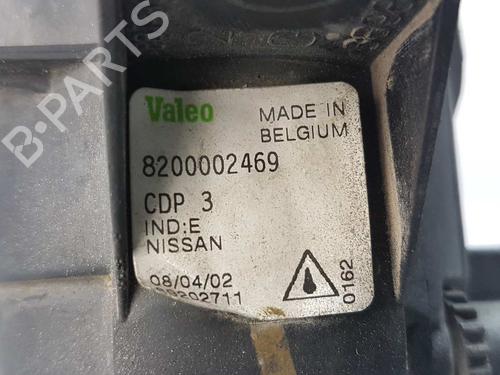 B-PARTS
Valeo
MADE IN
BELGIUM
8200002469
CDP 3
IND:E
NISSAN
08/04/02
0162